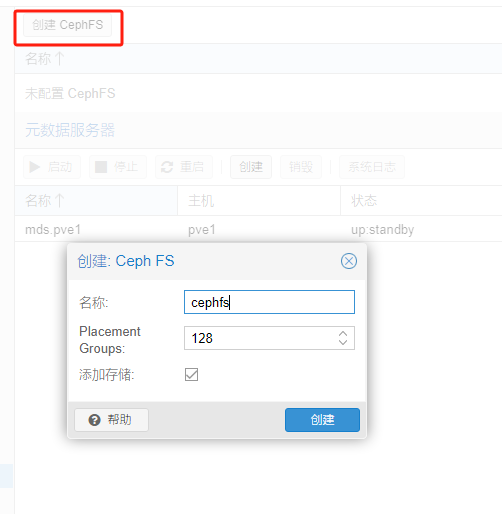 创建 CephFS
名称 ↑
未配置 CephFS
元数据服务器
启动 停止 重启 创建 销毁 系统日志
名称 ↑ 主机 状态
mds.pve1 pve1 up:standby
创建: Ceph FS
名称: cephfs
Placement
Groups: 128
添加存储:
帮助 创建